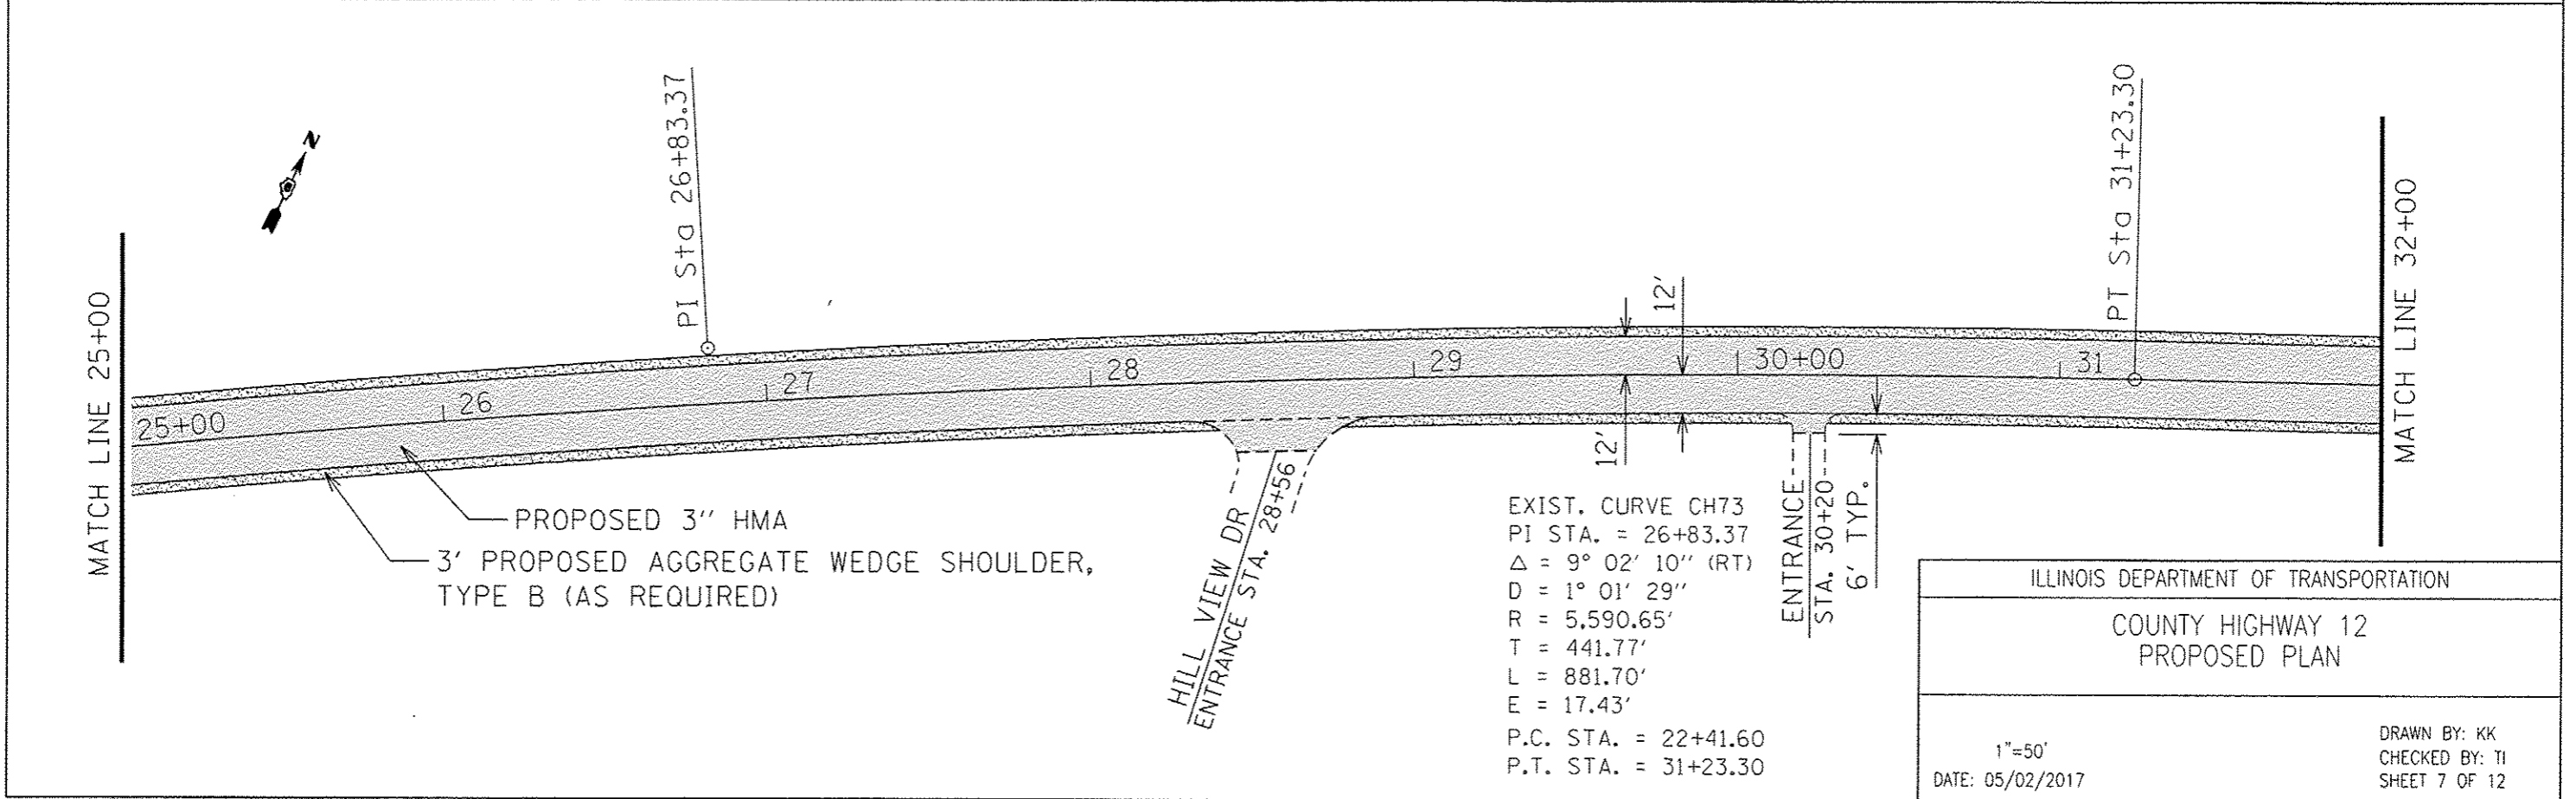 N
MATCH LINE 25+00
PI Sta 26+83.37
PT Sta 31+23.30
MATCH LINE 32+00
25+00
26
27
28
29
30+00
31
12'
12'
PROPOSED 3'' HMA
3' PROPOSED AGGREGATE WEDGE SHOULDER,
TYPE B (AS REQUIRED)
HILL VIEW DR
ENTRANCE STA. 28+56
EXIST. CURVE CH73
PI STA. = 26+83.37
Δ = 9° 02' 10'' (RT)
D = 1° 01' 29''
R = 5,590.65'
T = 441.77'
L = 881.70'
E = 17.43'
P.C. STA. = 22+41.60
P.T. STA. = 31+23.30
ENTRANCE
STA. 30+20
6' TYP.
ILLINOIS DEPARTMENT OF TRANSPORTATION
COUNTY HIGHWAY 12
PROPOSED PLAN
1"=50'
DATE: 05/02/2017
DRAWN BY: KK
CHECKED BY: TI
SHEET 7 OF 12